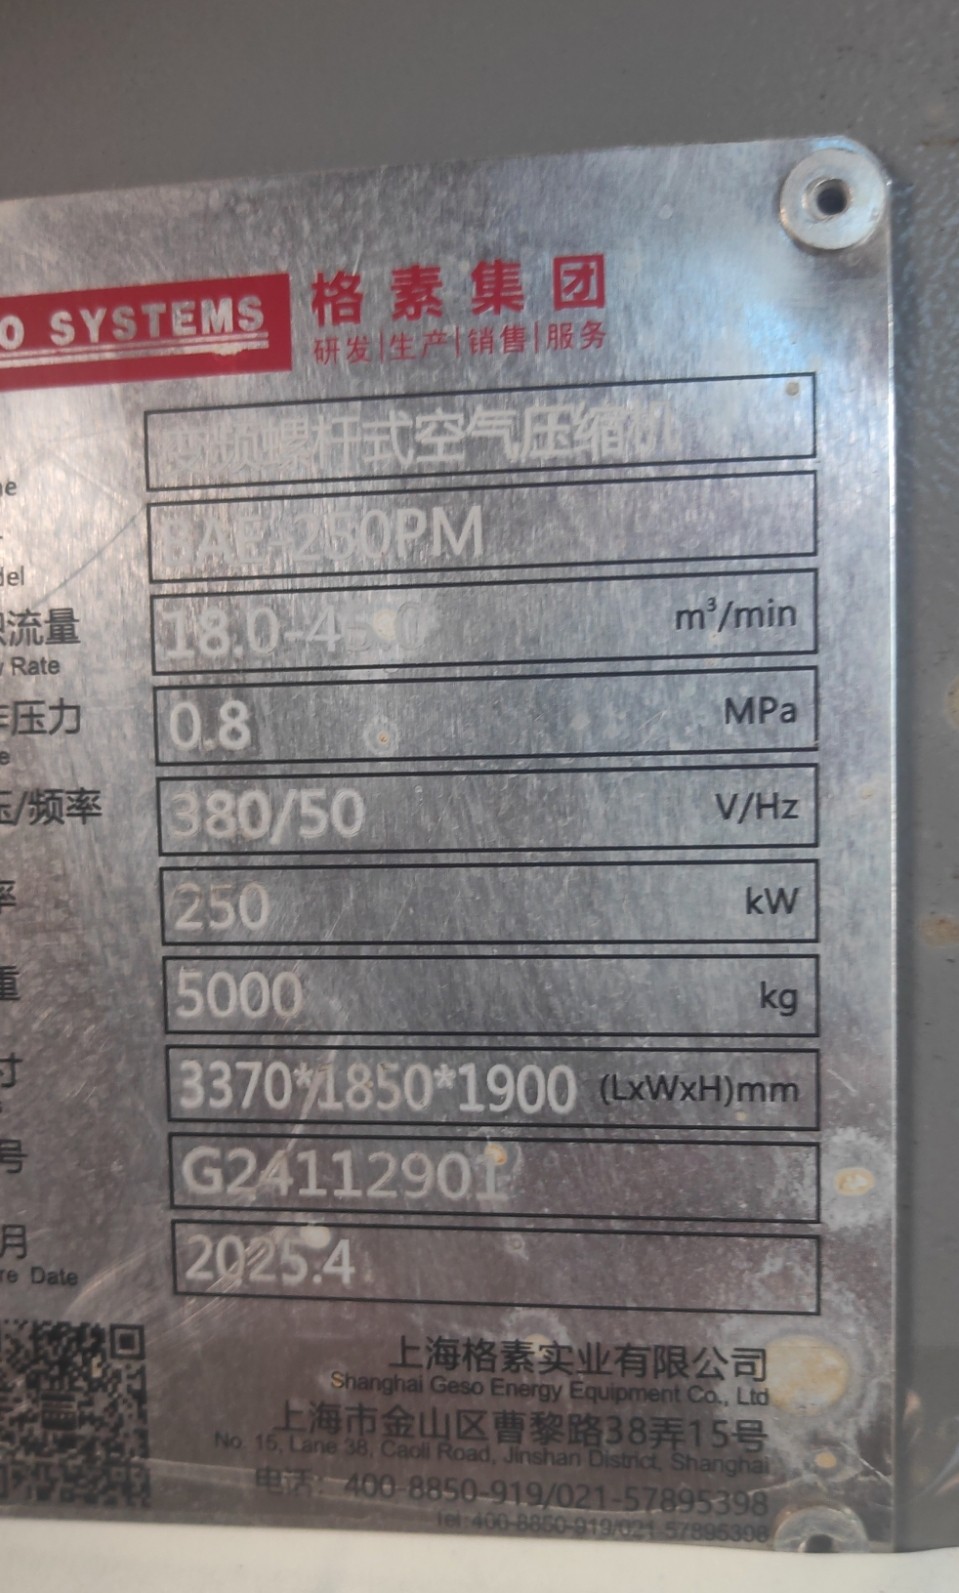 O SYSTEMS 格素集团
研发|生产|销售|服务
螺杆式空气压缩机
-250PM
del
流量 18.0-4 m³/min
Rate
压力 0.8 MPa
压/频率 380/50 V/Hz
率 250 kW
重 5000 kg
寸 3370*1850*1900 (LxWxH)mm
号 G24112901
月 2025.4
re Date
上海格素实业有限公司
Shanghai Geso Energy Equipment Co., Ltd
上海市金山区曹黎路38弄15号
No. 15, Lane 38, Caoli Road, Jinshan District, Shanghai
电话：400-8850-919/021-57895398
Tel:400-8850-919/021-57895398